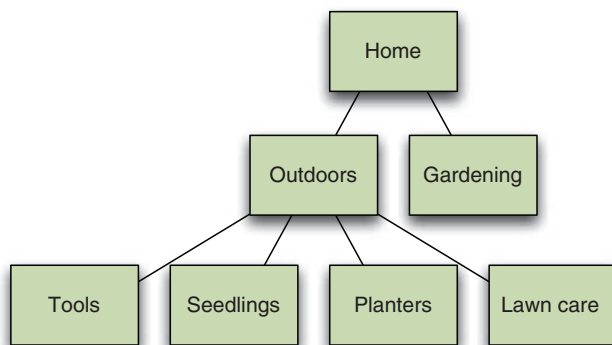 Home
Outdoors
Gardening
Tools
Seedlings
Planters
Lawn care